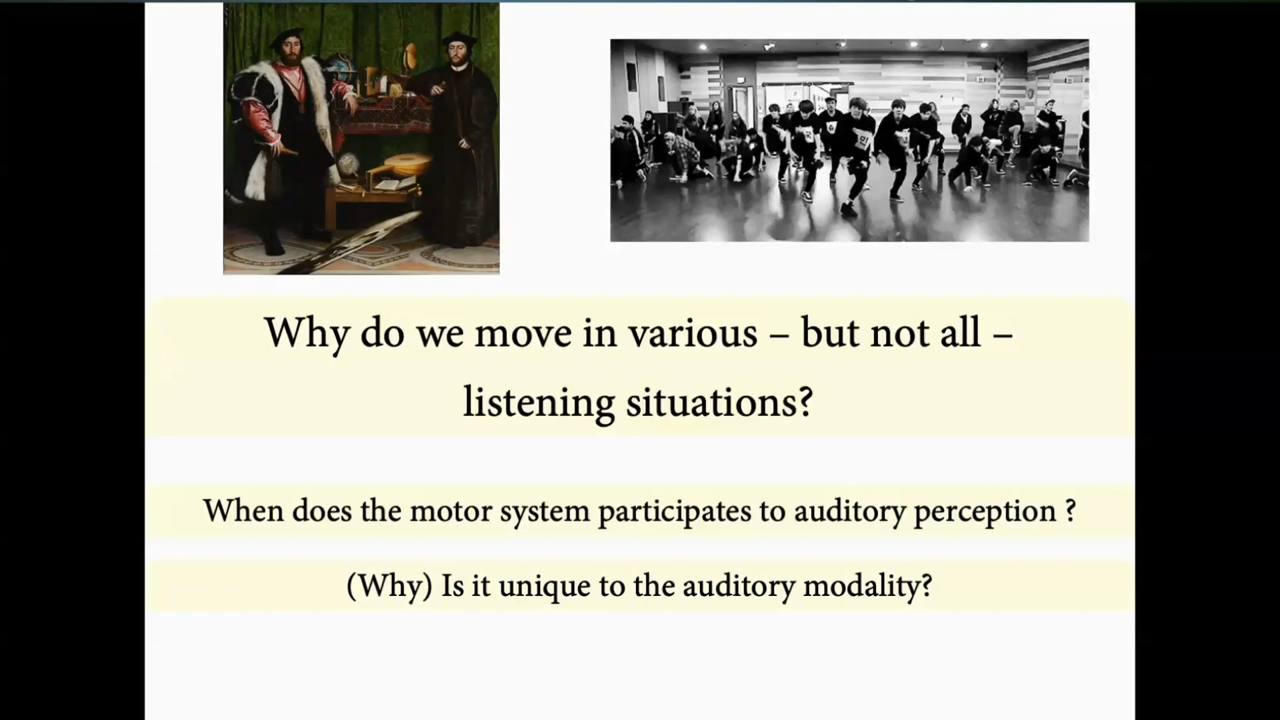 Why do we move in various – but not all –
listening situations?
When does the motor system participates to auditory perception ?
(Why) Is it unique to the auditory modality?